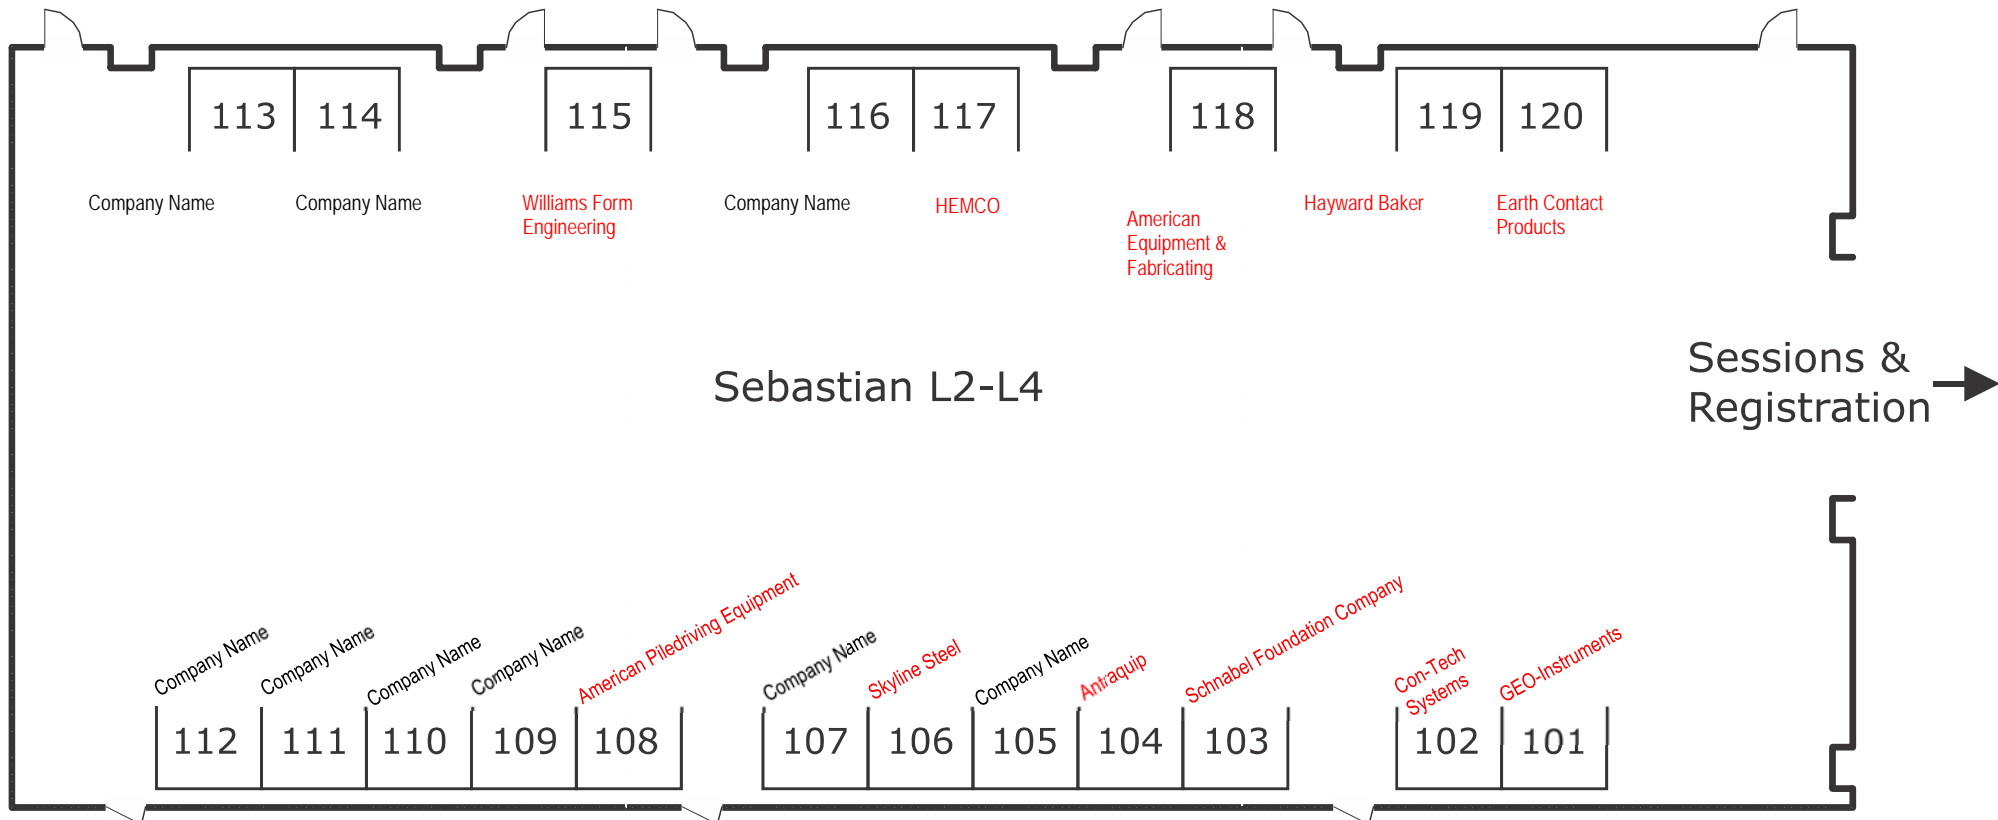 113 114 115 116 117 118 119 120
Company Name
Company Name
Williams Form
Engineering
Company Name
HEMCO
American
Equipment &
Fabricating
Hayward Baker
Earth Contact
Products
Sebastian L2-L4
Sessions &
Registration
Company Name
Company Name
Company Name
Company Name
American Piledriving Equipment
Company Name
Skyline Steel
Company Name
Antraquip
Schnabel Foundation Company
Con-Tech
Systems
GEO-Instruments
112 111 110 109 108 107 106 105 104 103 102 101